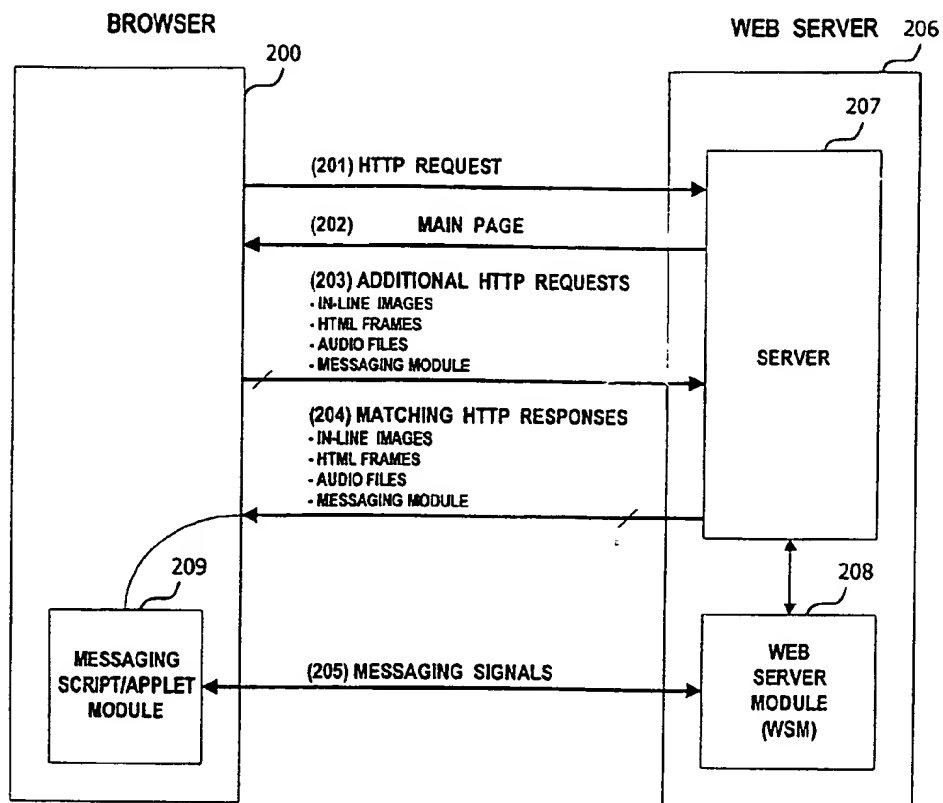 BROWSER
WEB SERVER
206
200
207
(201) HTTP REQUEST
(202) MAIN PAGE
(203) ADDITIONAL HTTP REQUESTS
- IN-LINE IMAGES
- HTML FRAMES
- AUDIO FILES
- MESSAGING MODULE
SERVER
(204) MATCHING HTTP RESPONSES
- IN-LINE IMAGES
- HTML FRAMES
- AUDIO FILES
- MESSAGING MODULE
209
208
MESSAGING
SCRIPT/APPLET
MODULE
(205) MESSAGING SIGNALS
WEB
SERVER
MODULE
(WSM)